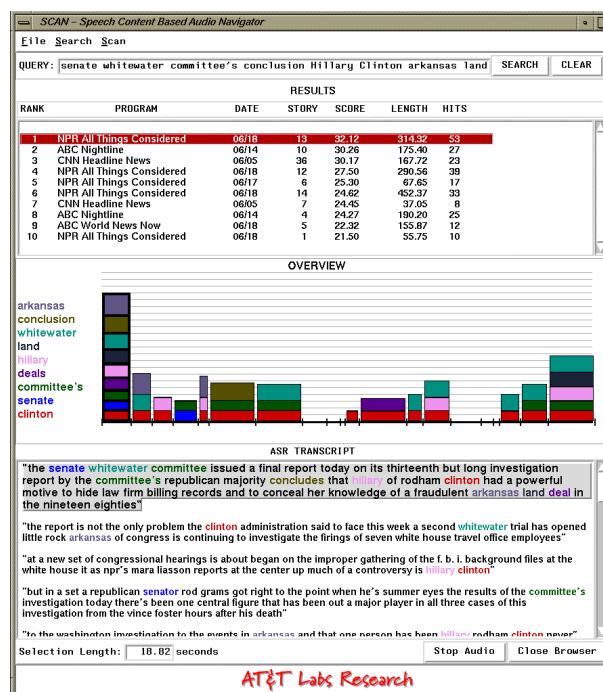 SCAN – Speech Content Based Audio Navigator
File Search Scan
QUERY: senate whitewater committee's conclusion Hillary Clinton arkansas land SEARCH CLEAR
RESULTS
RANK PROGRAM DATE STORY SCORE LENGTH HITS
1 NPR All Things Considered 06/18 13 32.12 314.32 53
2 ABC Nightline 06/14 10 30.26 175.40 27
3 CNN Headline News 06/05 36 30.17 167.72 23
4 NPR All Things Considered 06/18 12 27.50 290.56 39
5 NPR All Things Considered 06/17 6 25.30 67.65 17
6 NPR All Things Considered 06/18 14 24.62 452.37 33
7 CNN Headline News 06/05 7 24.45 37.05 8
8 ABC Nightline 06/14 4 24.27 190.20 25
9 ABC World News Now 06/18 5 22.32 155.87 12
10 NPR All Things Considered 06/18 1 21.50 55.75 10
OVERVIEW
arkansas
conclusion
whitewater
land
hillary
deals
committee's
senate
clinton
ASR TRANSCRIPT
"the senate whitewater committee issued a final report today on its thirteenth but long investigation
report by the committee's republican majority concludes that hillary of rodham clinton had a powerful
motive to hide law firm billing records and to conceal her knowledge of a fraudulent arkansas land deal in
the nineteen eighties"
"the report is not the only problem the clinton administration said to face this week a second whitewater trial has opened
little rock arkansas of congress is continuing to investigate the firings of seven white house travel office employees"
"at a new set of congressional hearings is about began on the improper gathering of the f. b. i. background files at the
white house it as npr's mara liasson reports at the center up much of a controversy is hillary clinton"
"but in a set a republican senator rod grams got right to the point when he's summer eyes the results of the committee's
investigation today there's been one central figure that has been out a major player in all three cases of this
investigation from the vince foster hours after his death"
"to the washington investigation to the events in arkansas and that one person has been hillary rodham clinton never"
Selection Length: 18.02 seconds Stop Audio Close Browser
AT&T Labs Research